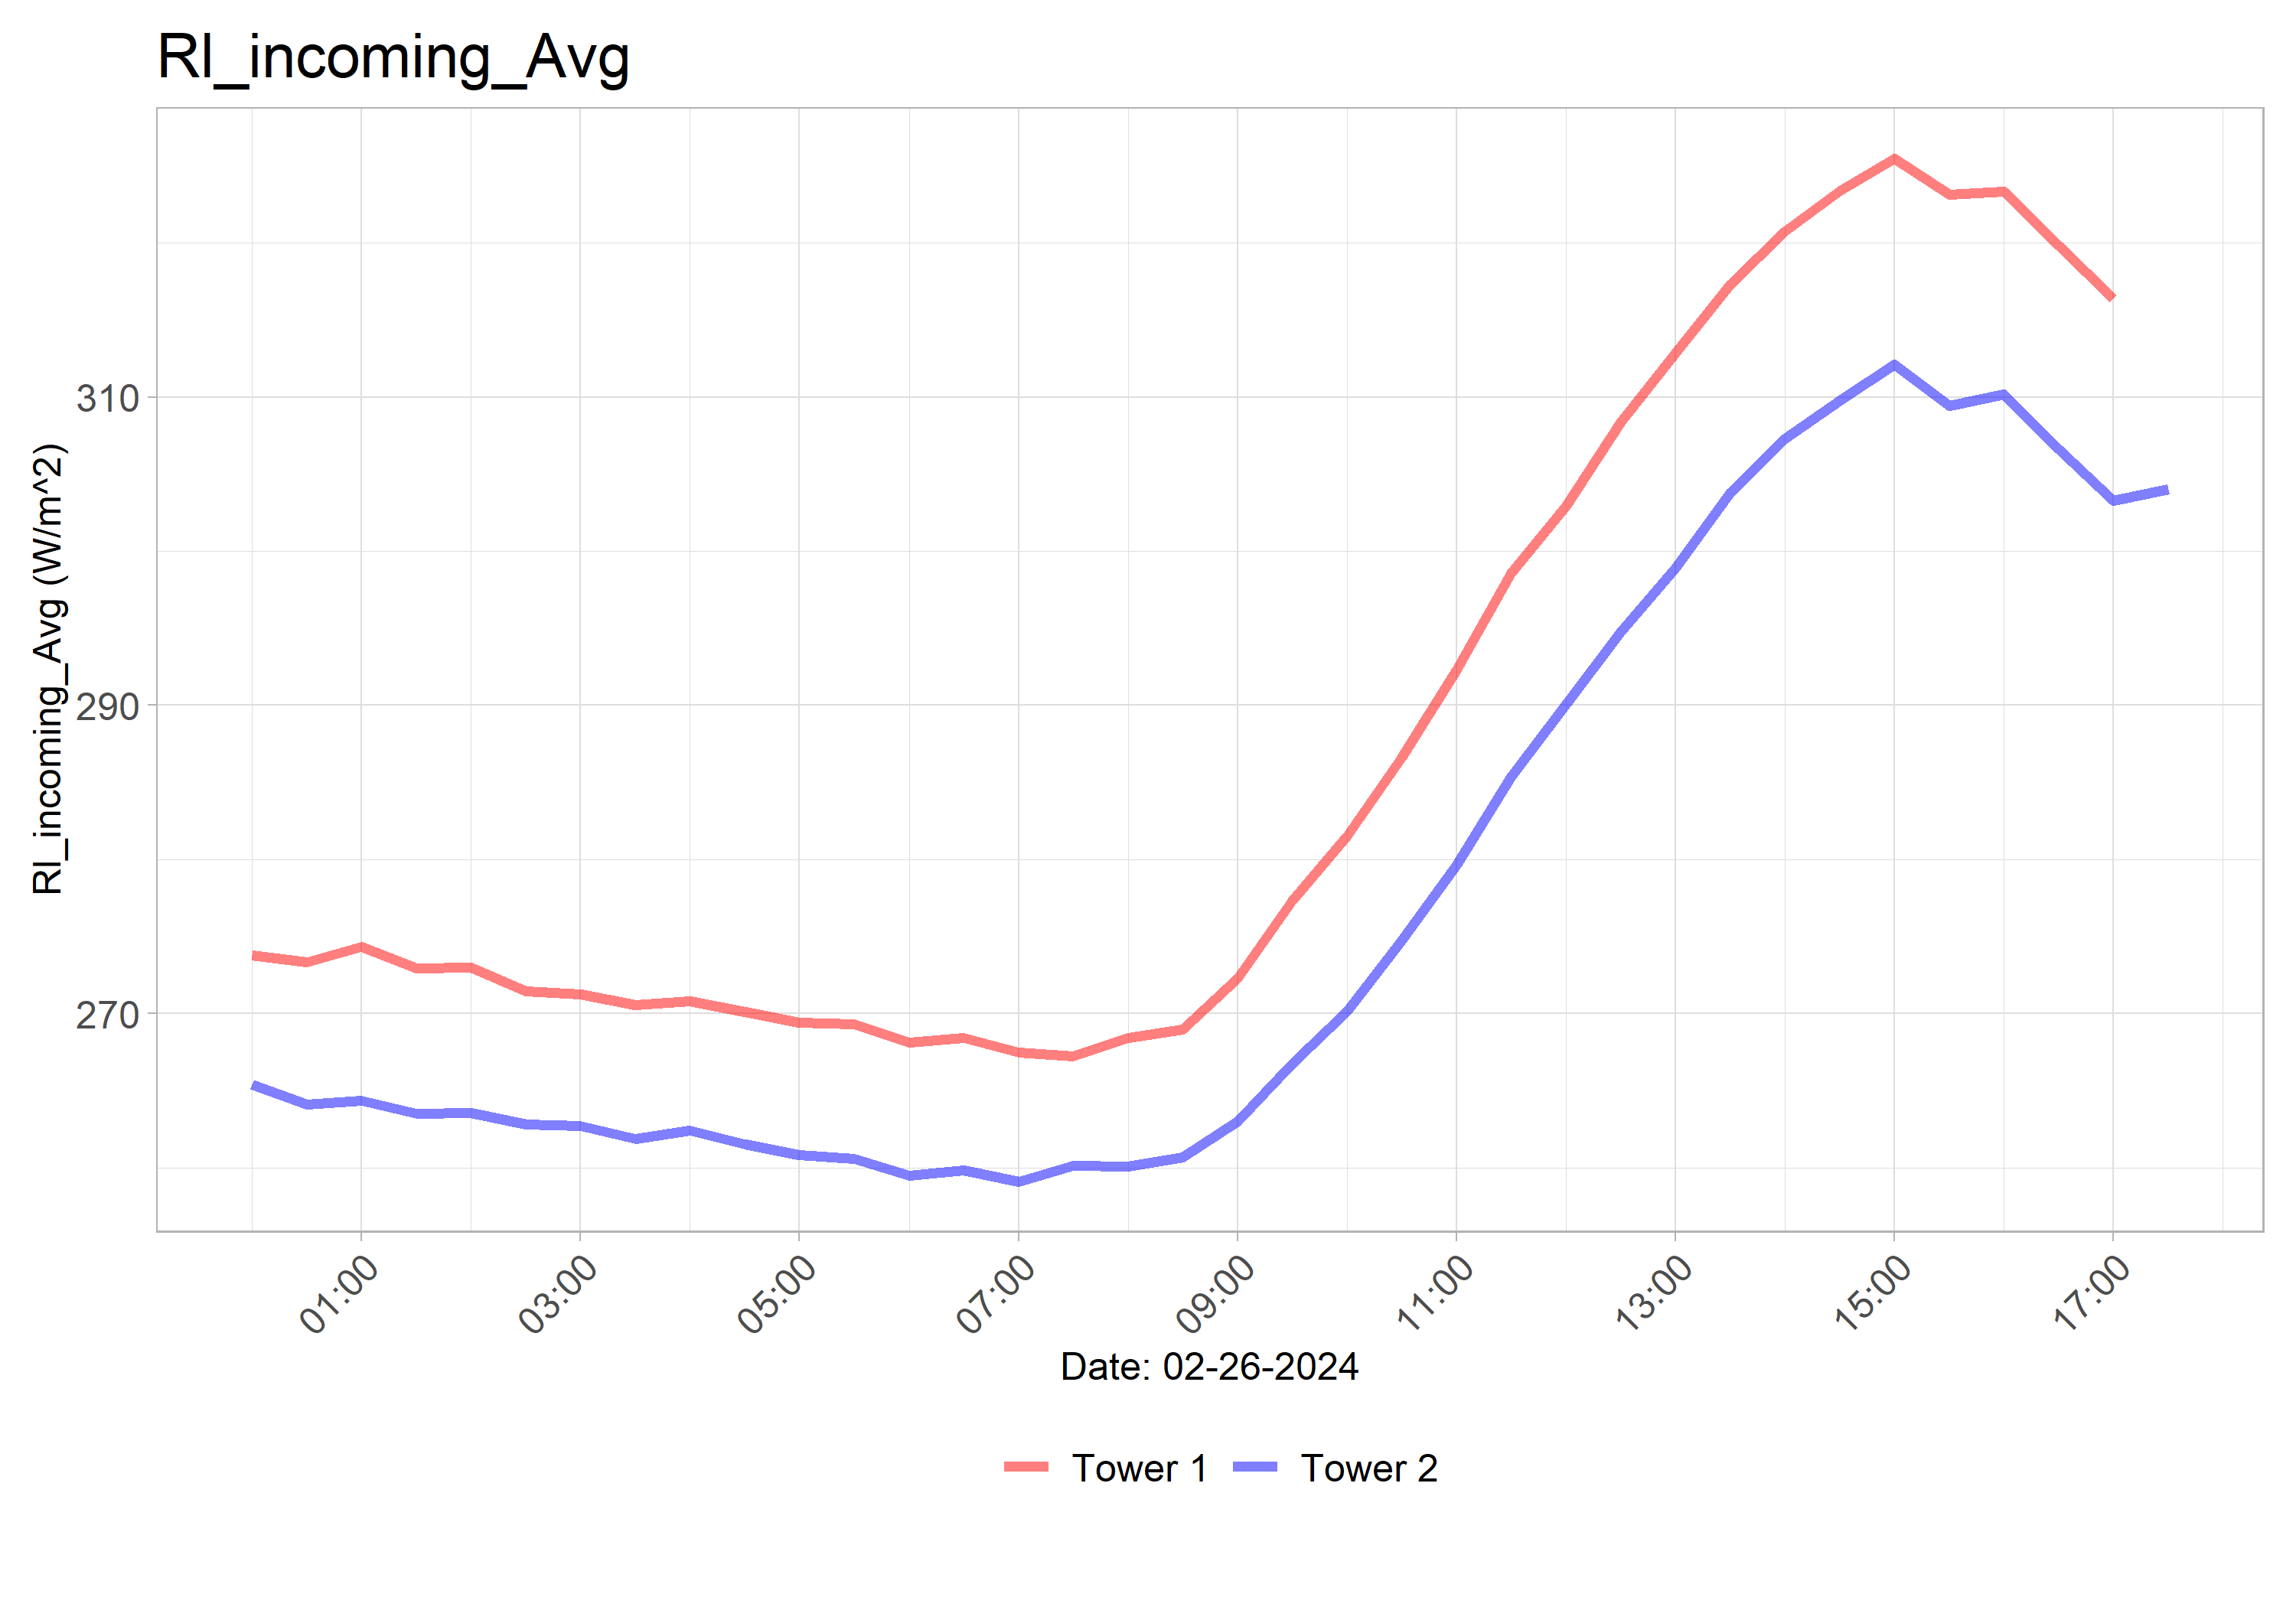 Rl_incoming_Avg
Rl_incoming_Avg (W/m^2)
310
290
270
01:00 03:00 05:00 07:00 09:00 11:00 13:00 15:00 17:00
Date: 02-26-2024
Tower 1 Tower 2